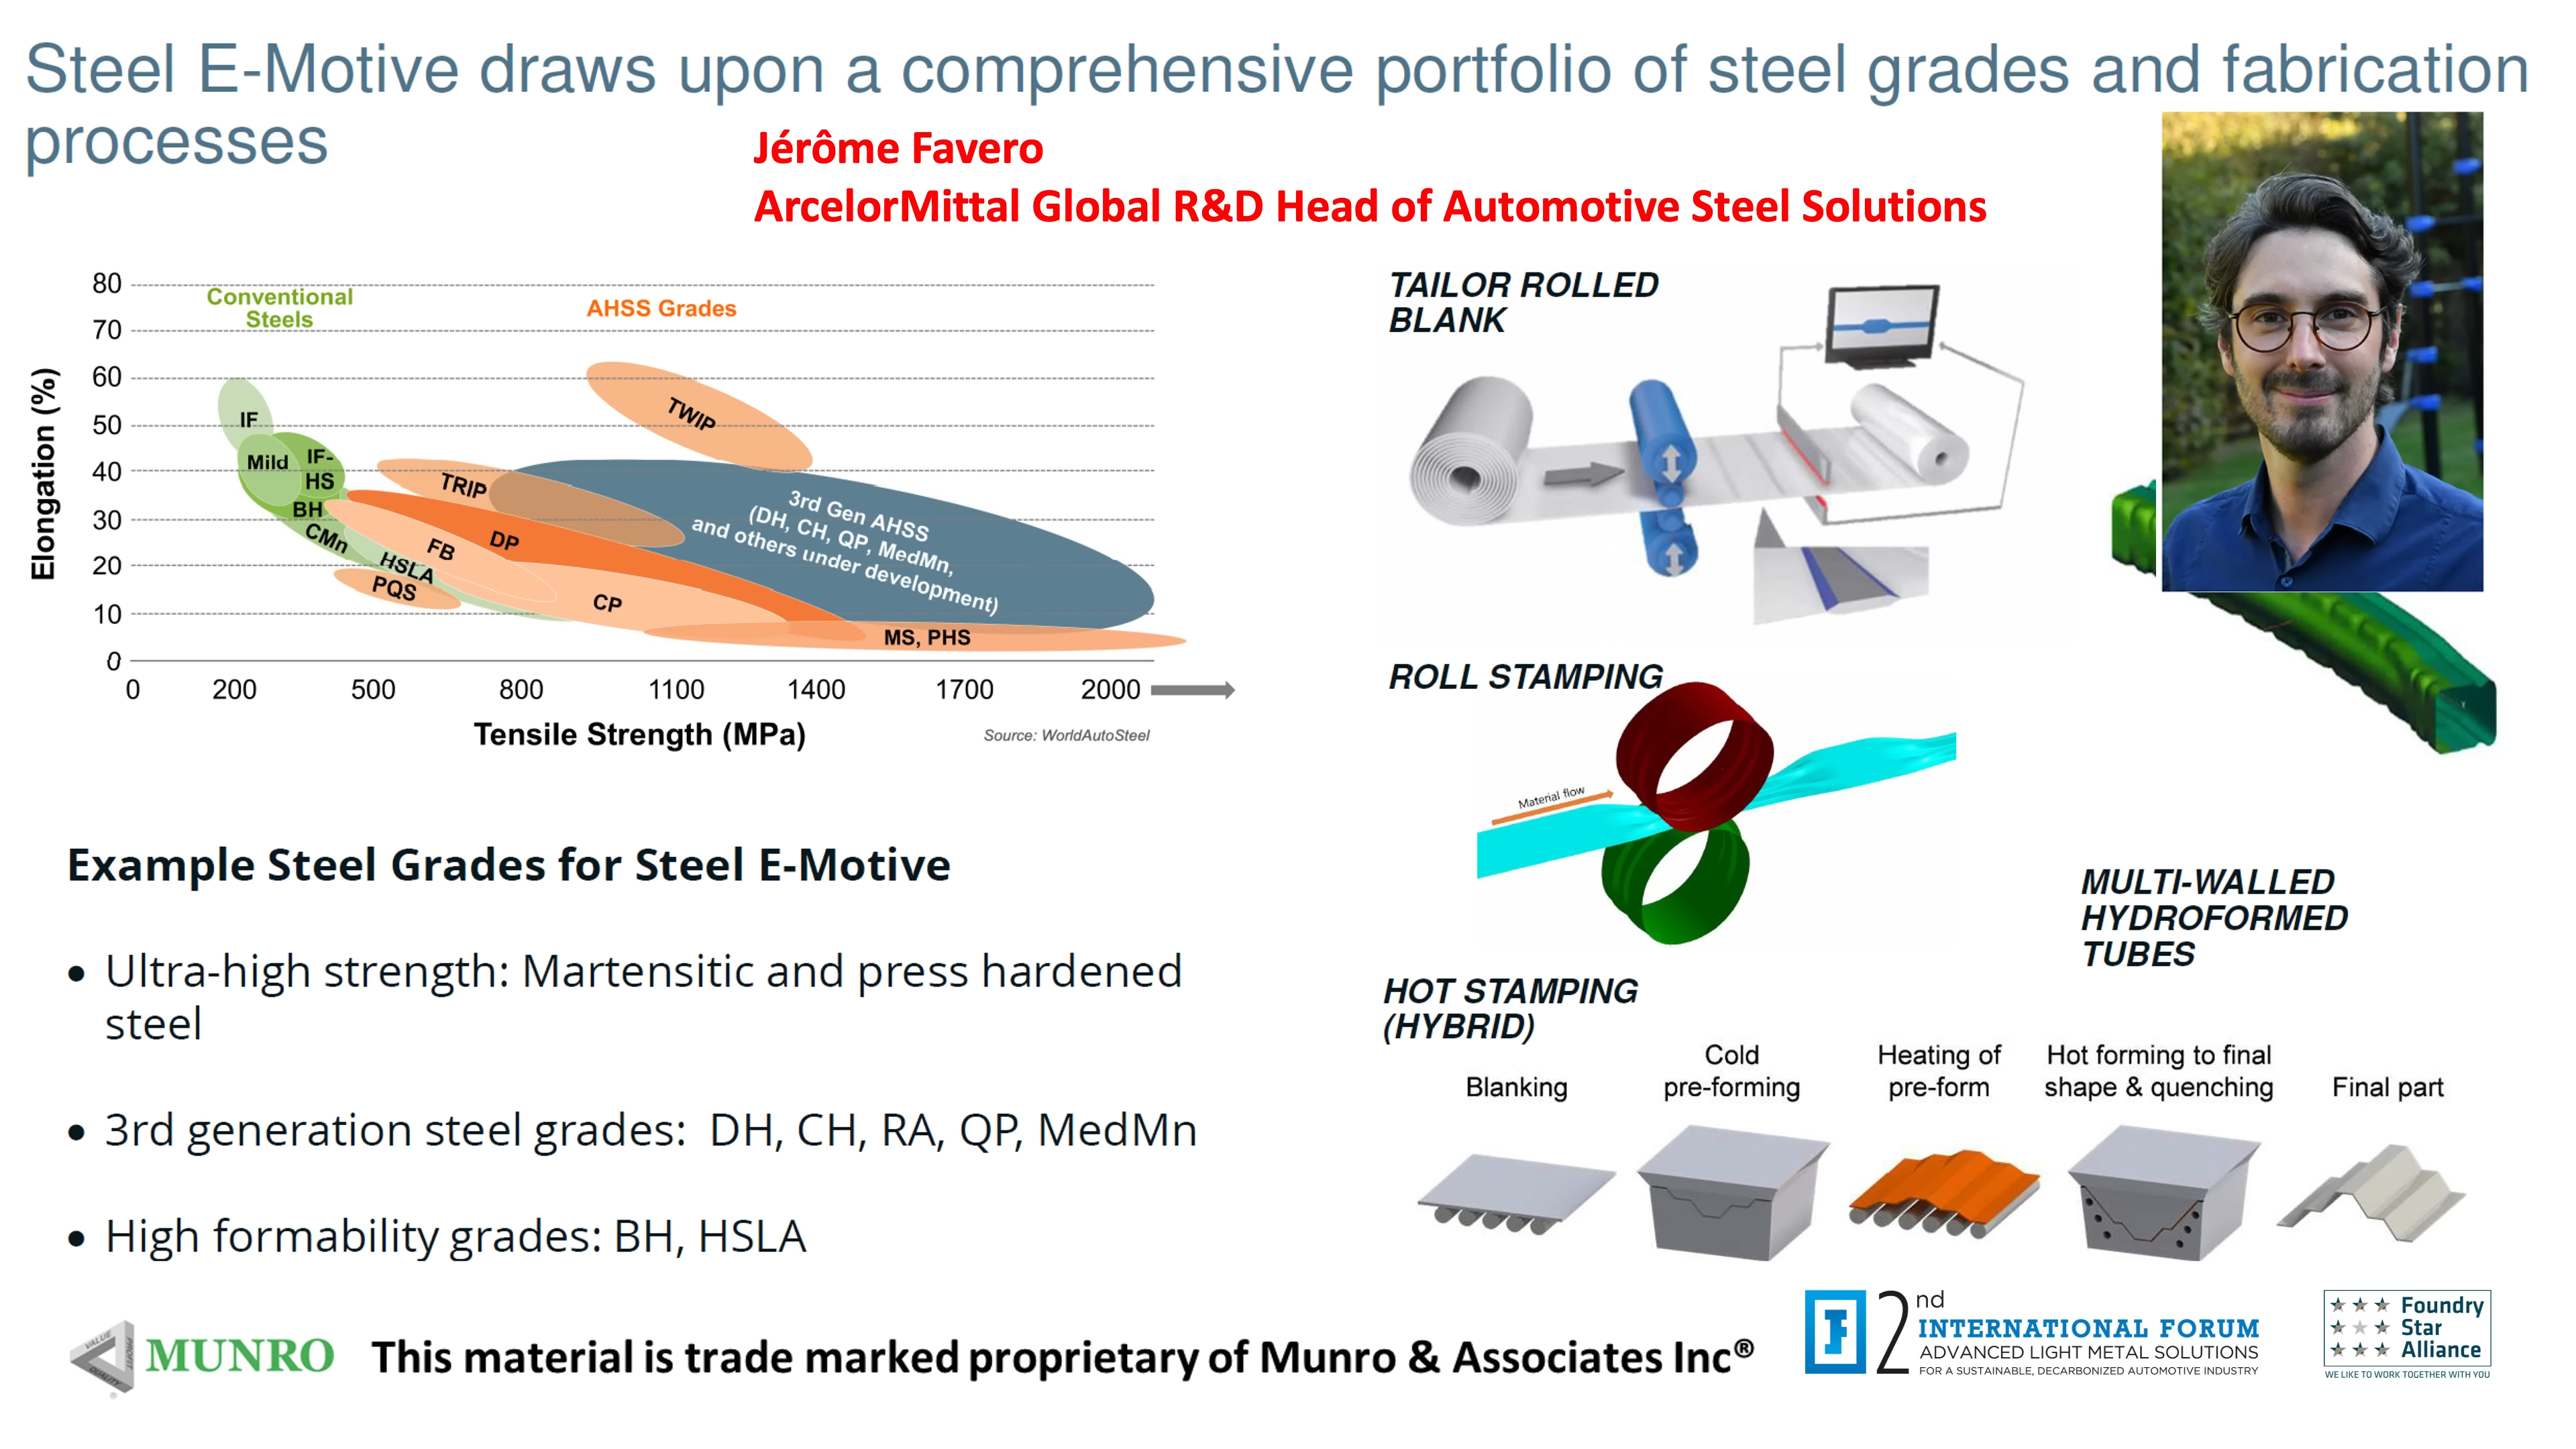 Steel E-Motive draws upon a comprehensive portfolio of steel grades and fabrication
processes
Jérôme Favero
ArcelorMittal Global R&D Head of Automotive Steel Solutions
80
70
60
50
40
30
20
10
0
Elongation (%)
Conventional
Steels
AHSS Grades
IF
Mild
IF-
HS
BH
CMn
HSLA
FB
PQS
TRIP
DP
CP
TWIP
3rd Gen AHSS
(DH, CH, QP, MedMn,
and others under development)
MS, PHS
0 200 500 800 1100 1400 1700 2000
Tensile Strength (MPa)
Source: WorldAutoSteel
Example Steel Grades for Steel E-Motive
• Ultra-high strength: Martensitic and press hardened
steel
• 3rd generation steel grades: DH, CH, RA, QP, MedMn
• High formability grades: BH, HSLA
TAILOR ROLLED
BLANK
ROLL STAMPING
Material flow
MULTI-WALLED
HYDROFORMED
TUBES
HOT STAMPING
(HYBRID)
Blanking
Cold
pre-forming
Heating of
pre-form
Hot forming to final
shape & quenching
Final part
VALUE
PROFIT
QUALITY
MUNRO
This material is trade marked proprietary of Munro & Associates Inc®
F
2nd
INTERNATIONAL FORUM
ADVANCED LIGHT METAL SOLUTIONS
FOR A SUSTAINABLE, DECARBONIZED AUTOMOTIVE INDUSTRY
Foundry
Star
Alliance
WE LIKE TO WORK TOGETHER WITH YOU